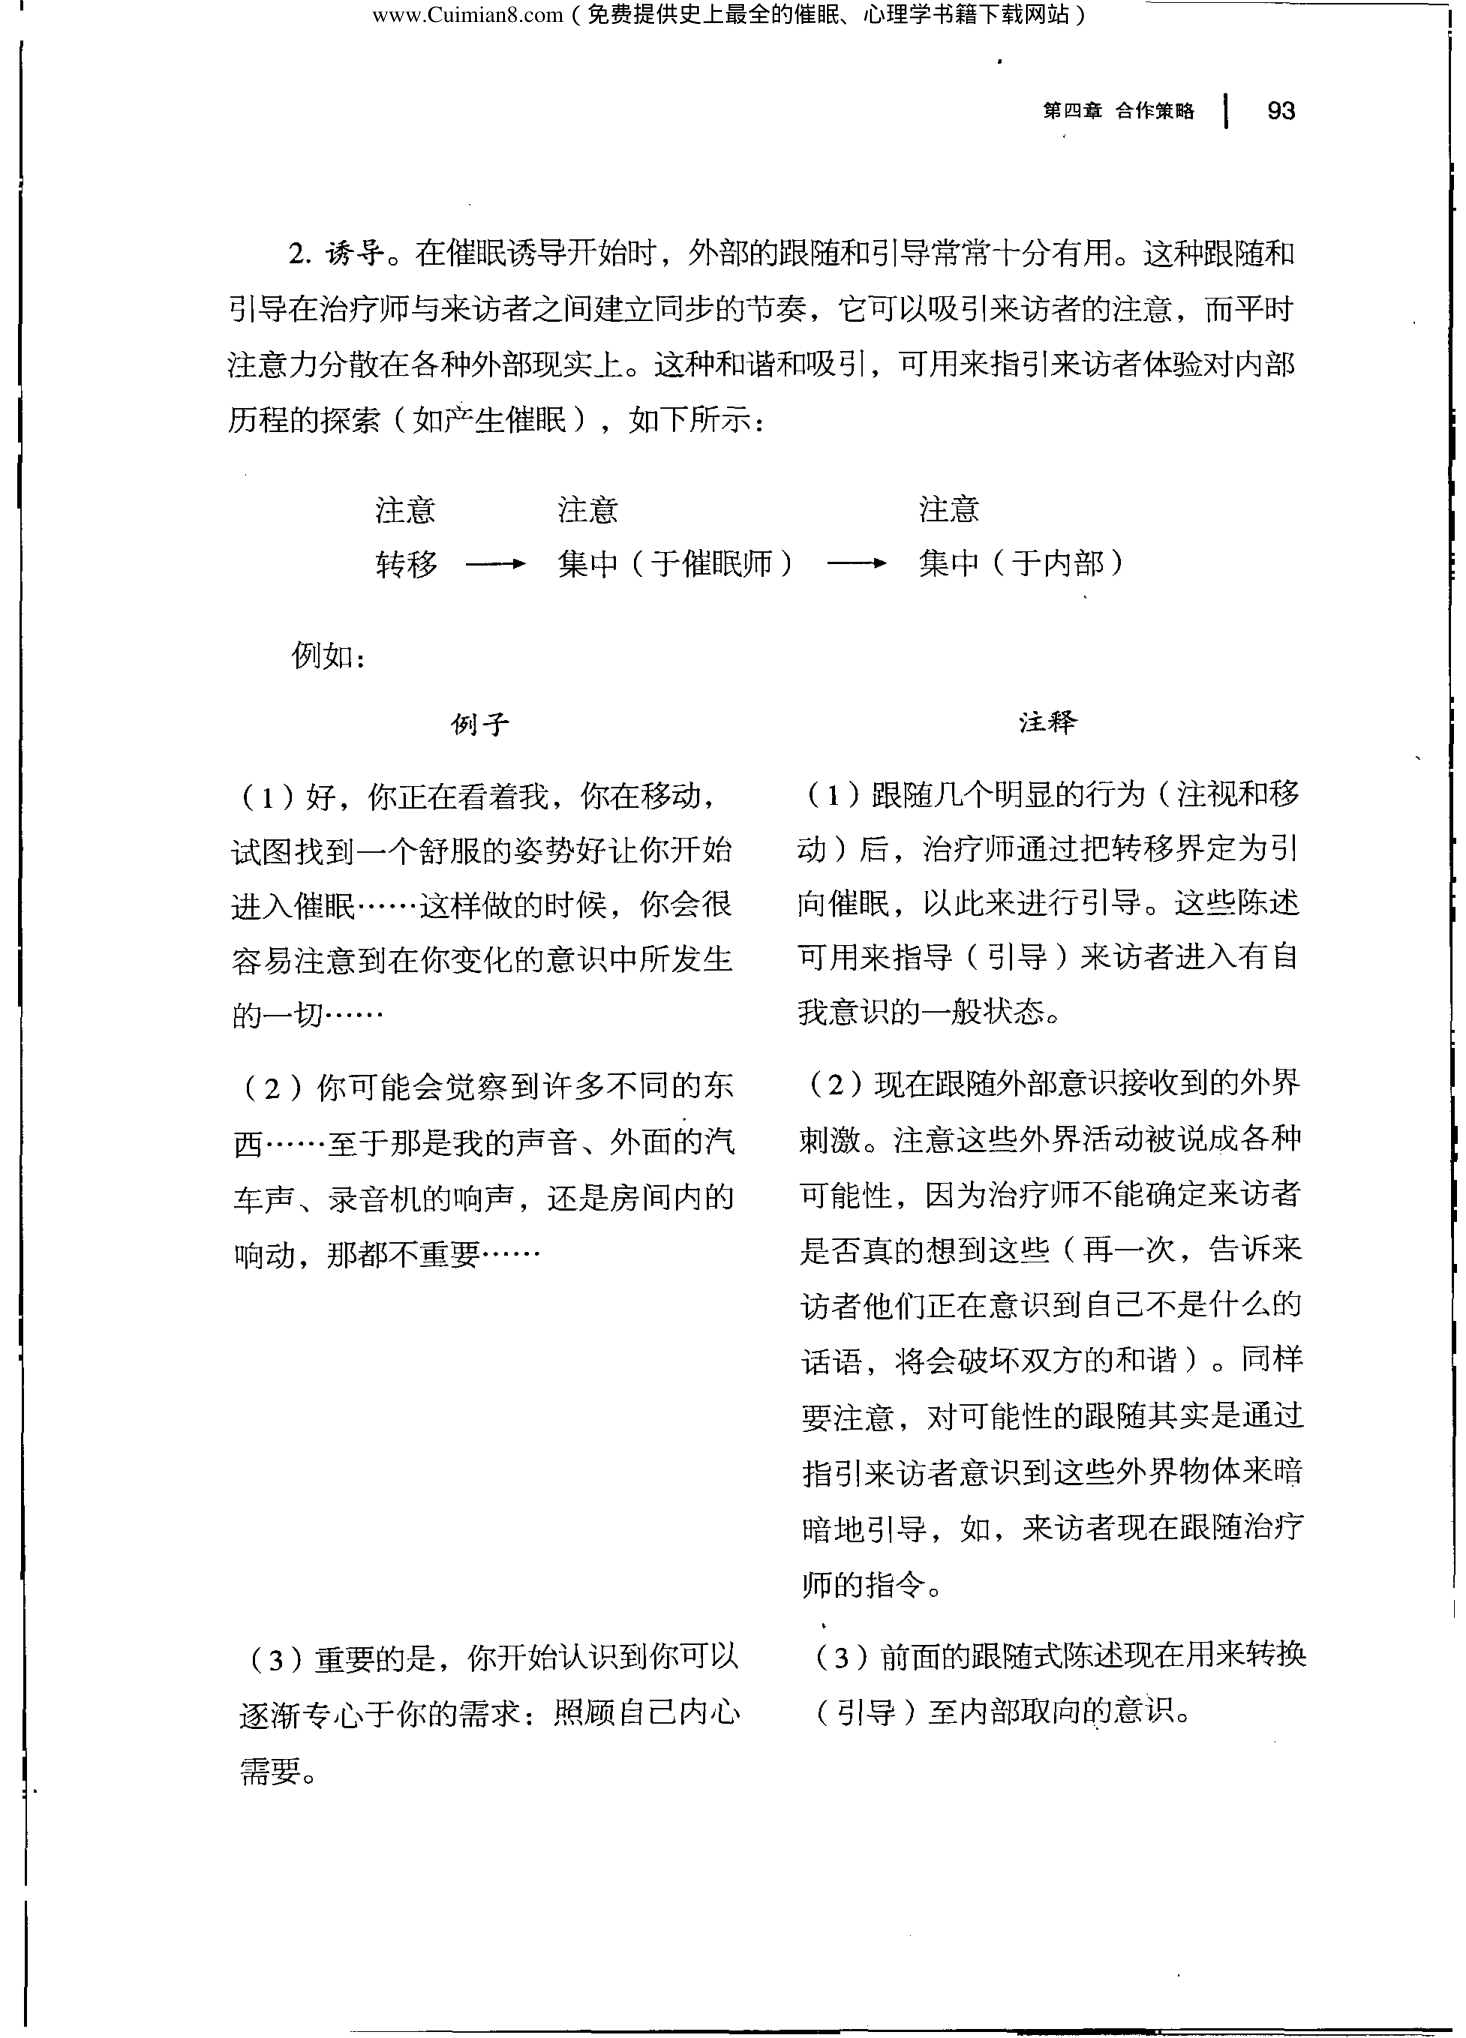 www.Cuimian8.com（免费提供史上最全的催眠、心理学书籍下载网站）
第四章 合作策略 93
2. 诱导。在催眠诱导开始时，外部的跟随和引导常常十分有用。这种跟随和
引导在治疗师与来访者之间建立同步的节奏，它可以吸引来访者的注意，而平时
注意力分散在各种外部现实上。这种和谐和吸引，可用来指引来访者体验对内部
历程的探索（如产生催眠），如下所示：
注意 注意 注意
转移 → 集中（于催眠师） → 集中（于内部）
例如：
例子
（1）好，你正在看着我，你在移动，
试图找到一个舒服的姿势好让你开始
进入催眠……这样做的时候，你会很
容易注意到在你变化的意识中所发生
的一切……
（2）你可能会觉察到许多不同的东
西……至于那是我的声音、外面的汽
车声、录音机的响声，还是房间内的
响动，那都不重要……
（3）重要的是，你开始认识到你可以
逐渐专心于你的需求：照顾自己内心
需要。
注释
（1）跟随几个明显的行为（注视和移
动）后，治疗师通过把转移界定为引
向催眠，以此来进行引导。这些陈述
可用来指导（引导）来访者进入有自
我意识的一般状态。
（2）现在跟随外部意识接收到的外界
刺激。注意这些外界活动被说成各种
可能性，因为治疗师不能确定来访者
是否真的想到这些（再一次，告诉来
访者他们正在意识到自己不是什么的
话语，将会破坏双方的和谐）。同样
要注意，对可能性的跟随其实是通过
指引来访者意识到这些外界物体来暗
暗地引导，如，来访者现在跟随治疗
师的指令。
（3）前面的跟随式陈述现在用来转换
（引导）至内部取向的意识。